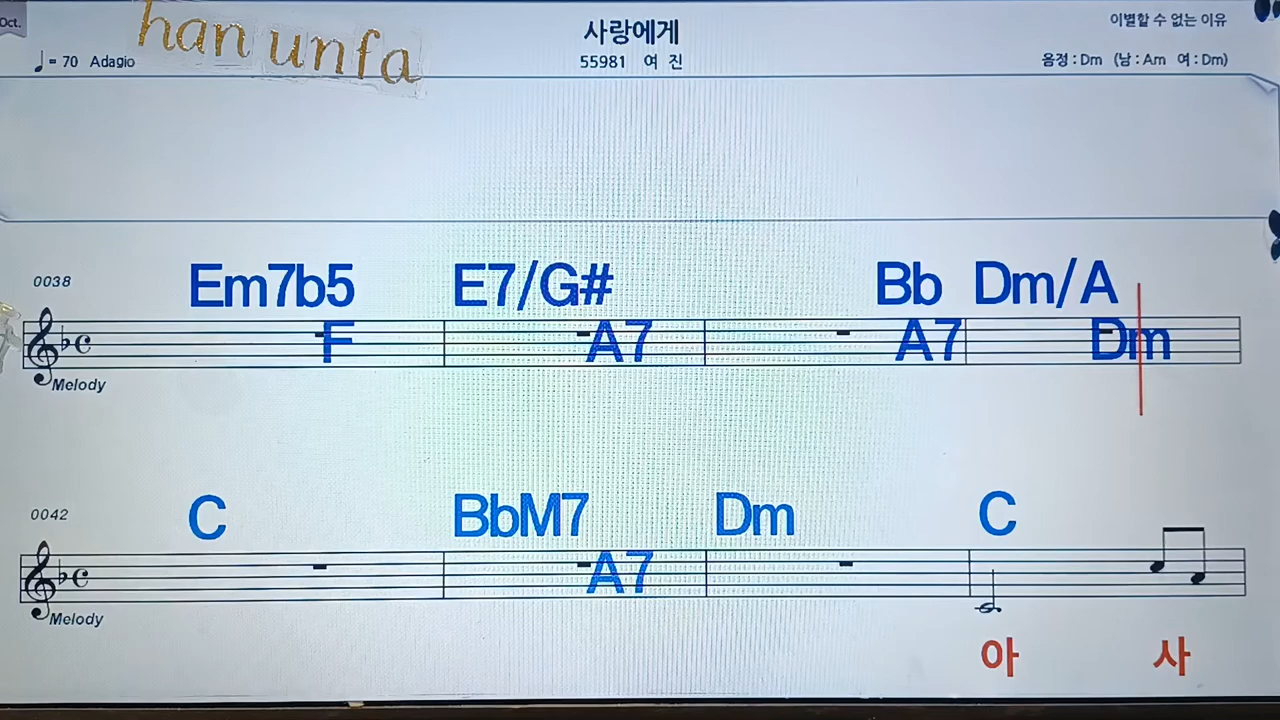 Oct.
han unfa
사랑에게
이별할 수 없는 이유
♩= 70 Adagio
55981 여 진
음정 : Dm (남 : Am 여 : Dm)
0038
Em7b5 E7/G# Bb Dm/A
F A7 A7 Dm
Melody
0042
C BbM7 Dm C
A7
Melody
아 사